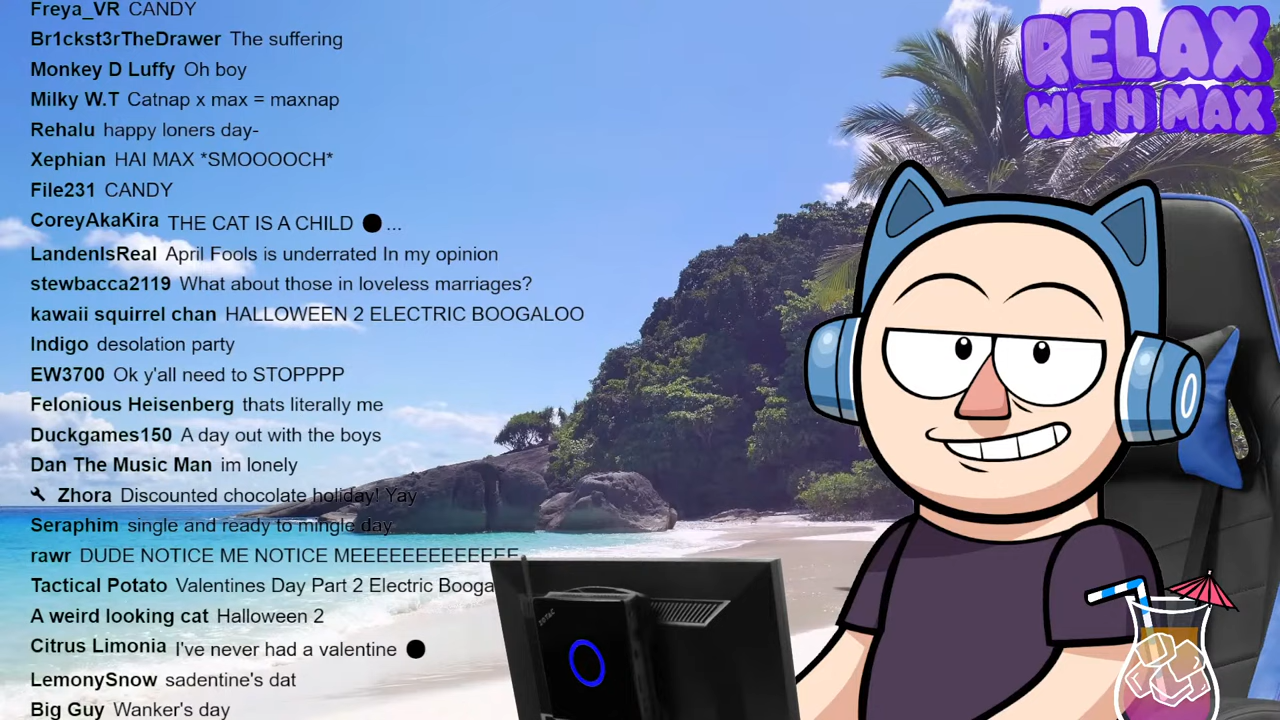 Freya_VR CANDY
Br1ckst3rTheDrawer The suffering
Monkey D Luffy Oh boy
Milky W.T Catnap x max = maxnap
Rehalu happy loners day-
Xephian HAI MAX *SMOOOOCH*
File231 CANDY
CoreyAkaKira THE CAT IS A CHILD ...
LandenIsReal April Fools is underrated In my opinion
stewbacca2119 What about those in loveless marriages?
kawaii squirrel chan HALLOWEEN 2 ELECTRIC BOOGALOO
Indigo desolation party
EW3700 Ok y'all need to STOPPPP
Felonious Heisenberg thats literally me
Duckgames150 A day out with the boys
Dan The Music Man im lonely
Zhora Discounted chocolate holiday! Yay
Seraphim single and ready to mingle day
rawr DUDE NOTICE ME NOTICE MEEEEEEEEEEEEE
Tactical Potato Valentines Day Part 2 Electric Booga
A weird looking cat Halloween 2
Citrus Limonia I've never had a valentine
LemonySnow sadentine's dat
Big Guy Wanker's day
RELAX
WITH MAX
ZOTAC